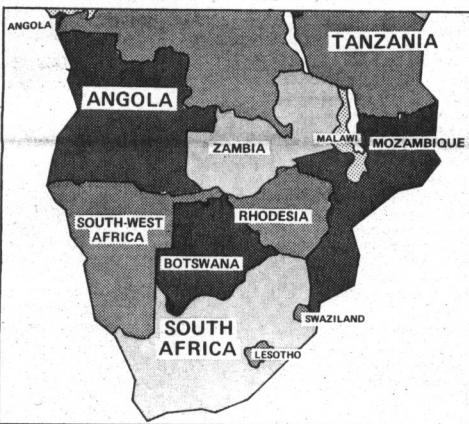 ANGOLA
TANZANIA
ANGOLA
MALAWI
MOZAMBIQUE
ZAMBIA
SOUTH-WEST
AFRICA
RHODESIA
BOTSWANA
SWAZILAND
SOUTH
AFRICA
LESOTHO